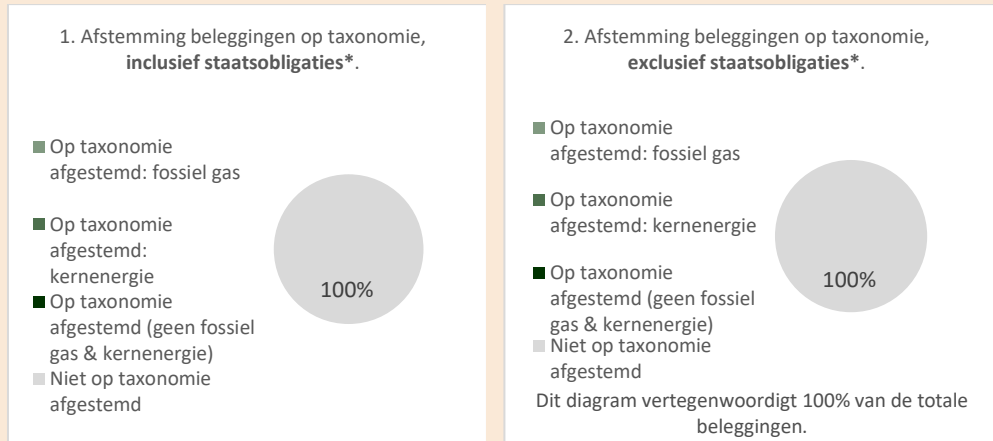 1. Afstemming beleggingen op taxonomie,
inclusief staatsobligaties*.
Op taxonomie
afgestemd: fossiel gas
Op taxonomie
afgestemd:
kernenergie
Op taxonomie
afgestemd (geen fossiel
gas & kernenergie)
Niet op taxonomie
afgestemd
100%
2. Afstemming beleggingen op taxonomie,
exclusief staatsobligaties*.
Op taxonomie
afgestemd: fossiel gas
Op taxonomie
afgestemd: kernenergie
Op taxonomie
afgestemd (geen fossiel
gas & kernenergie)
Niet op taxonomie
afgestemd
100%
Dit diagram vertegenwoordigt 100% van de totale
beleggingen.